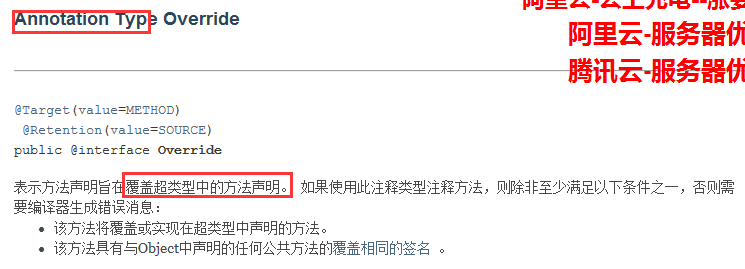 阿里云-云上充电--涨姿
Annotation Type Override
阿里云-服务器优
腾讯云-服务器优
@Target(value=METHOD)
@Retention(value=SOURCE)
public @interface Override
表示方法声明旨在覆盖超类型中的方法声明。 如果使用此注释类型注释方法，则除非至少满足以下条件之一，否则需
要编译器生成错误消息：
• 该方法将覆盖或实现在超类型中声明的方法。
• 该方法具有与Object中声明的任何公共方法的覆盖相同的签名 。